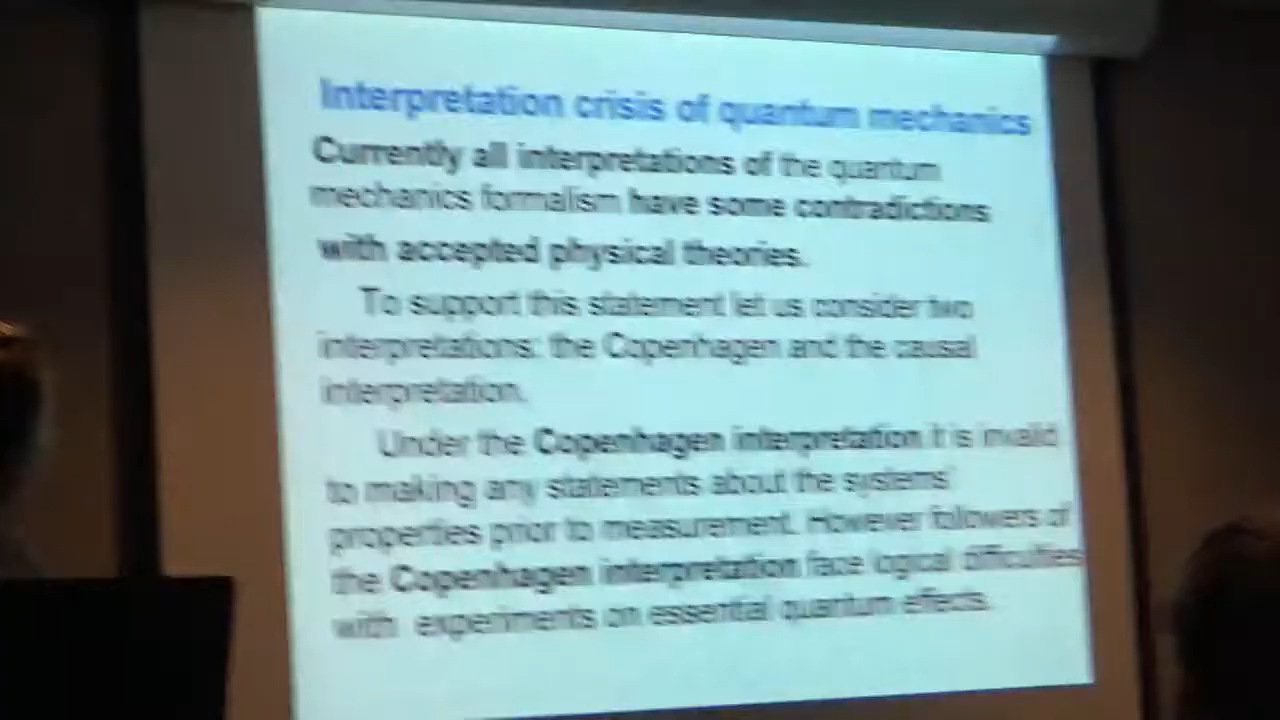 Interpretation crisis of quantum mechanics
Currently all interpretations of the quantum
mechanics formalism have some contradictions
with accepted physical theories.
To support this statement let us consider two
interpretations: the Copenhagen and the causal
interpretation.
Under the Copenhagen interpretation it is invalid
to making any statements about the systems'
properties prior to measurement. However followers of
the Copenhagen interpretation face logical difficulties
with experiments on essential quantum effects.